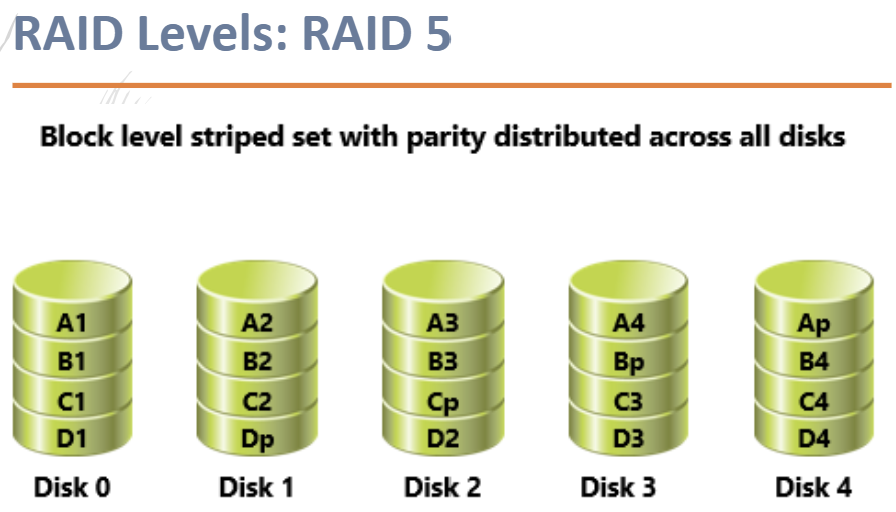 RAID Levels: RAID 5
Block level striped set with parity distributed across all disks
A1 A2 A3 A4 Ap
B1 B2 B3 Bp B4
C1 C2 Cp C3 C4
D1 Dp D2 D3 D4
Disk 0 Disk 1 Disk 2 Disk 3 Disk 4